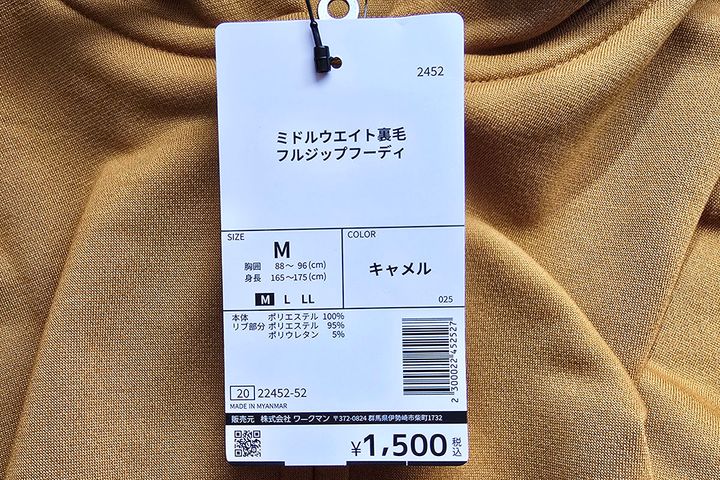 2452
ミドルウエイト裏毛
フルジップフーディ
SIZE
M
胸囲 88～ 96(cm)
身長 165～175(cm)
M L LL
COLOR
キャメル
025
本体 ポリエステル 100%
リブ部分 ポリエステル 95%
ポリウレタン 5%
2 300022 452527
20 22452-52
MADE IN MYANMAR
販売元 株式会社 ワークマン 〒372-0824 群馬県伊勢崎市柴町1732
¥1,500 税込